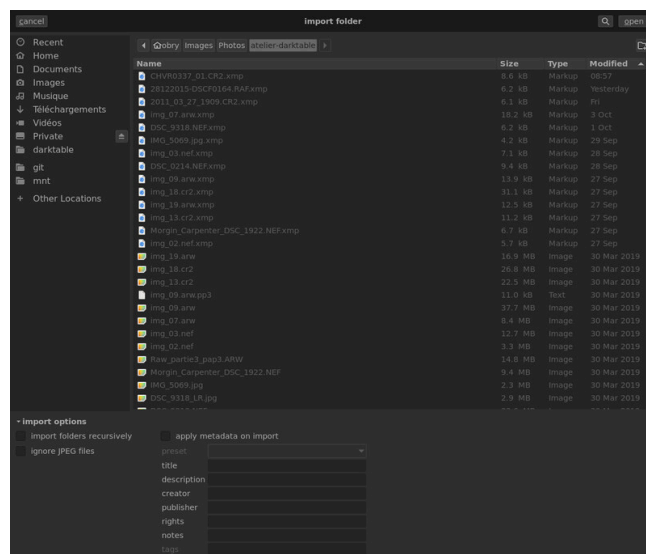 cancel import folder open
Recent
Home
Documents
Images
Musique
Téléchargements
Vidéos
Private
darktable
git
mnt
Other Locations
obry Images Photos atelier-darktable
Name Size Type Modified
CHVR0337_01.CR2.xmp 8.6 kB Markup 08:57
28122015-DSCF0164.RAF.xmp 6.2 kB Markup Yesterday
2011_03_27_1909.CR2.xmp 6.1 kB Markup Fri
img_07.arw.xmp 18.2 kB Markup 3 Oct
DSC_9318.NEF.xmp 6.2 kB Markup 1 Oct
IMG_5069.jpg.xmp 4.2 kB Markup 29 Sep
img_03.nef.xmp 7.1 kB Markup 28 Sep
DSC_0214.NEF.xmp 9.4 kB Markup 28 Sep
img_09.arw.xmp 13.9 kB Markup 27 Sep
img_18.cr2.xmp 31.1 kB Markup 27 Sep
img_19.arw.xmp 12.5 kB Markup 27 Sep
img_13.cr2.xmp 11.2 kB Markup 27 Sep
Morgin_Carpenter_DSC_1922.NEF.xmp 6.7 kB Markup 27 Sep
img_02.nef.xmp 5.7 kB Markup 27 Sep
img_19.arw 16.9 MB Image 30 Mar 2019
img_18.cr2 26.8 MB Image 30 Mar 2019
img_13.cr2 22.5 MB Image 30 Mar 2019
img_09.arw.pp3 11.0 kB Text 30 Mar 2019
img_09.arw 37.7 MB Image 30 Mar 2019
img_07.arw 8.4 MB Image 30 Mar 2019
img_03.nef 12.7 MB Image 30 Mar 2019
img_02.nef 3.3 MB Image 30 Mar 2019
Raw_partie3_pap3.ARW 14.8 MB Image 30 Mar 2019
Morgin_Carpenter_DSC_1922.NEF 9.4 MB Image 30 Mar 2019
IMG_5069.jpg 2.3 MB Image 30 Mar 2019
DSC_9318_LR.jpg 2.9 MB Image 30 Mar 2019
import options
import folders recursively apply metadata on import
ignore JPEG files preset
title
description
creator
publisher
rights
notes
tags